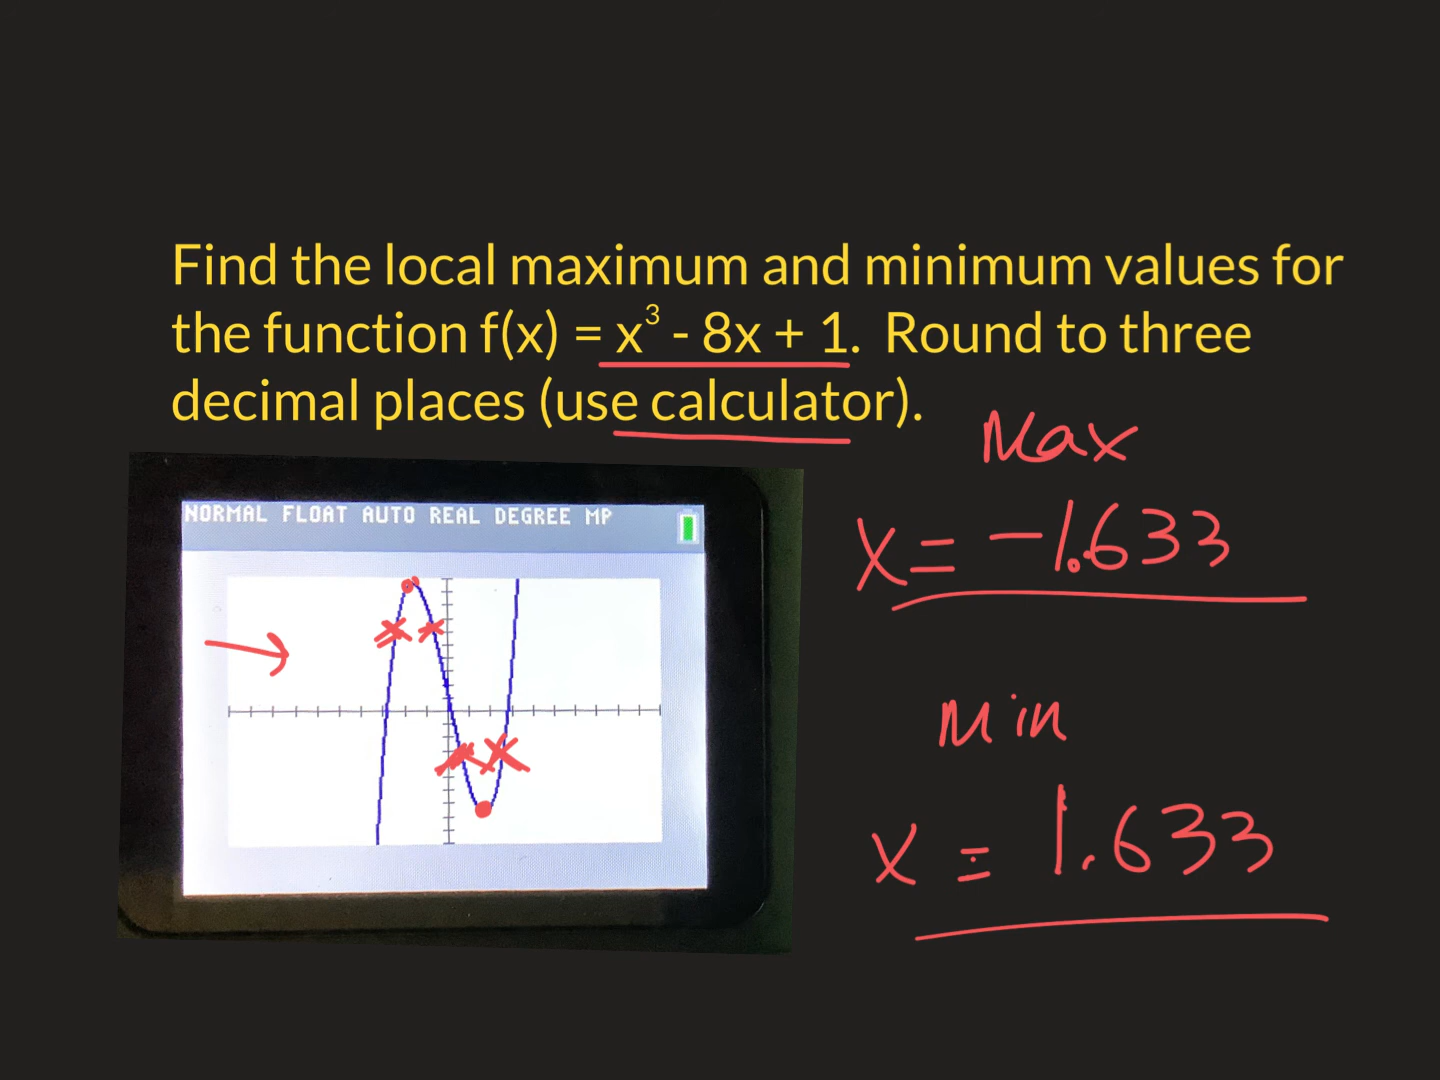 Find the local maximum and minimum values for
the function f(x) = x³ - 8x + 1. Round to three
decimal places (use calculator).
Max
x = -1.633
NORMAL FLOAT AUTO REAL DEGREE MP
Min
x = 1.633